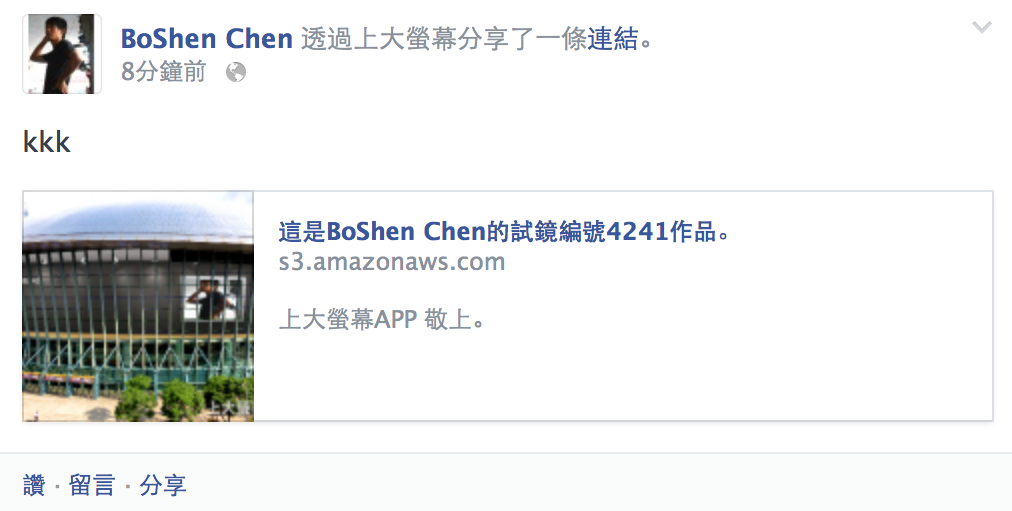 BoShen Chen 透過上大螢幕分享了一條連結。
8分鐘前
kkk
這是BoShen Chen的試鏡編號4241作品。
s3.amazonaws.com
上大螢幕APP 敬上。
上大螢
讚 · 留言 · 分享